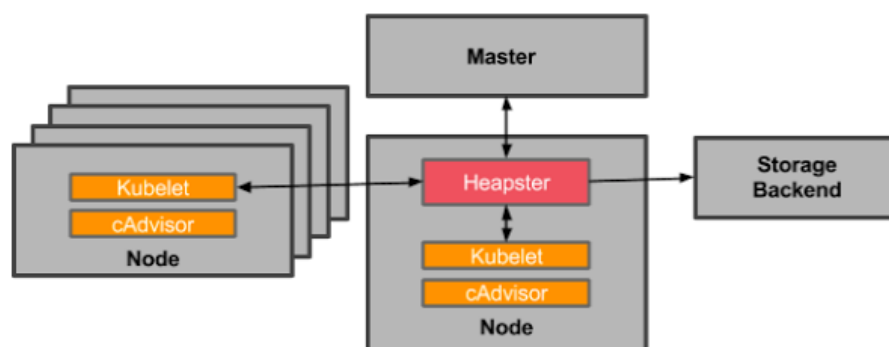 Master
Kubelet
cAdvisor
Node
Heapster
Kubelet
cAdvisor
Node
Storage
Backend